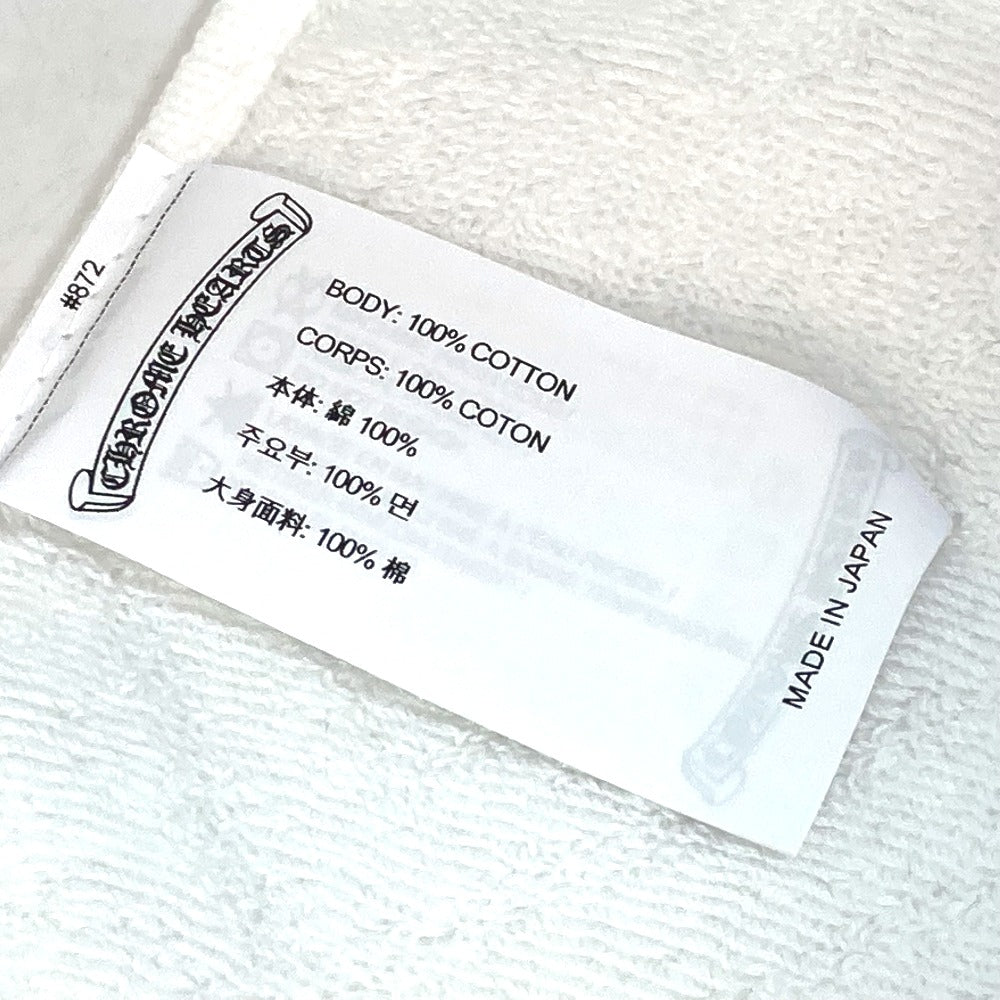 #872
CHROME HEARTS
BODY: 100% COTTON
CORPS: 100% COTON
本体: 綿 100%
주요부: 100% 면
大身面料: 100% 棉
MADE IN JAPAN